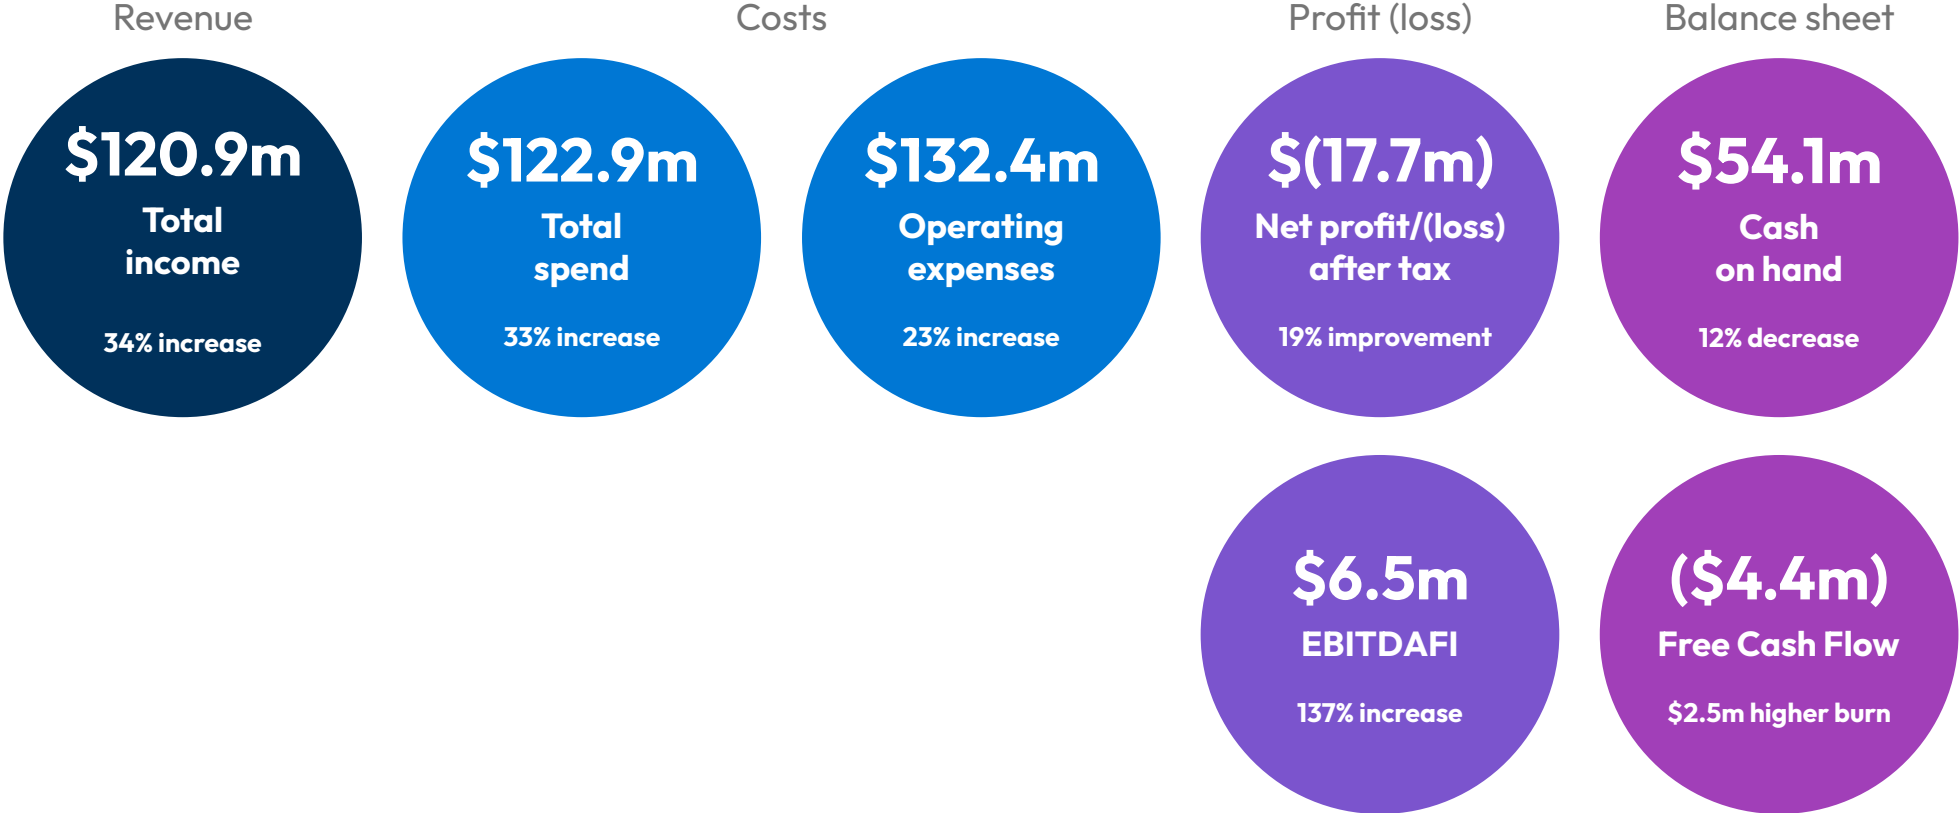 Revenue
Costs
Profit (loss)
Balance sheet
$120.9m
Total
income
34% increase
$122.9m
Total
spend
33% increase
$132.4m
Operating
expenses
23% increase
$(17.7m)
Net profit/(loss)
after tax
19% improvement
$54.1m
Cash
on hand
12% decrease
$6.5m
EBITDAFI
137% increase
($4.4m)
Free Cash Flow
$2.5m higher burn